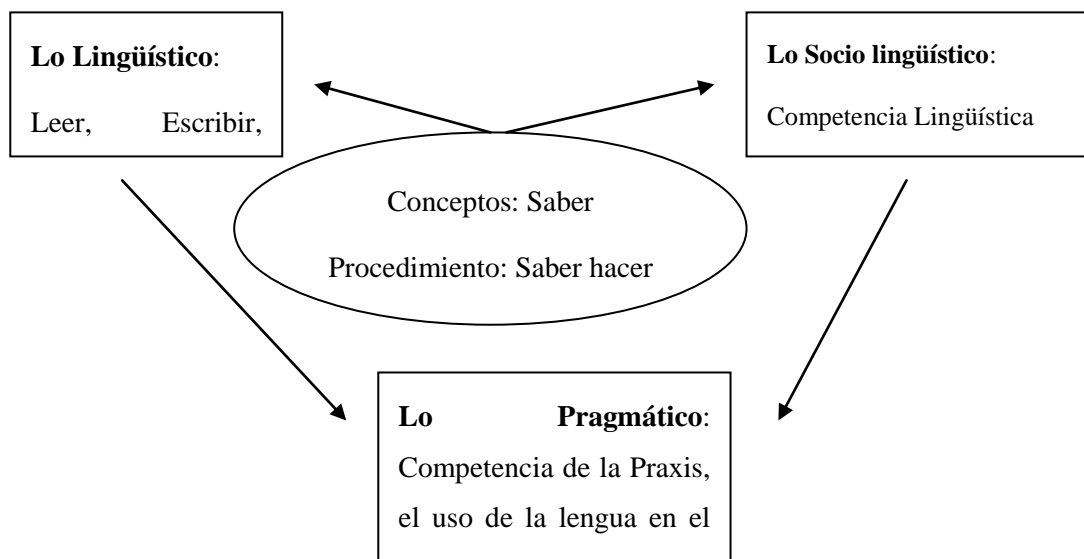 Lo Lingüístico:
Leer, Escribir,
Lo Socio lingüístico:
Competencia Lingüística
Conceptos: Saber
Procedimiento: Saber hacer
Lo Pragmático:
Competencia de la Praxis,
el uso de la lengua en el